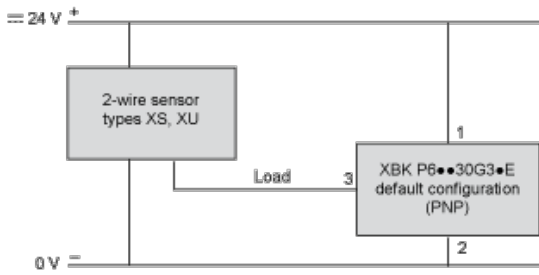 ⎓ 24 V +
2-wire sensor
types XS, XU
1
Load
3
XBK P6●●30G3●E
default configuration
(PNP)
2
0 V −